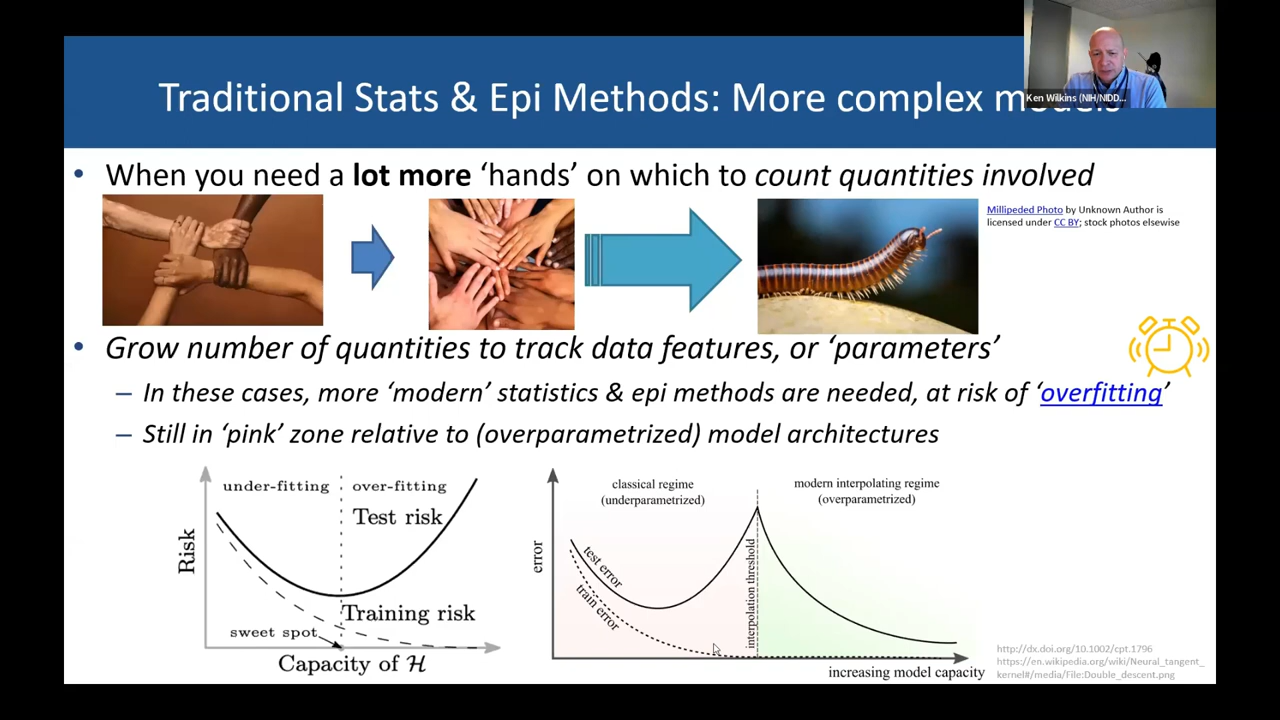 Traditional Stats & Epi Methods: More complex models
Ken Wilkins (NIH/NIDD...
• When you need a lot more ‘hands’ on which to count quantities involved
Millipeded Photo by Unknown Author is
licensed under CC BY; stock photos elsewise
• Grow number of quantities to track data features, or ‘parameters’
– In these cases, more ‘modern’ statistics & epi methods are needed, at risk of ‘overfitting’
– Still in ‘pink’ zone relative to (overparametrized) model architectures
under-fitting
over-fitting
Test risk
Risk
Training risk
sweet spot
Capacity of H
classical regime
(underparametrized)
modern interpolating regime
(overparametrized)
error
test error
train error
interpolation threshold
increasing model capacity
http://dx.doi.org/10.1002/cpt.1796
https://en.wikipedia.org/wiki/Neural_tangent_
kernel#/media/File:Double_descent.png